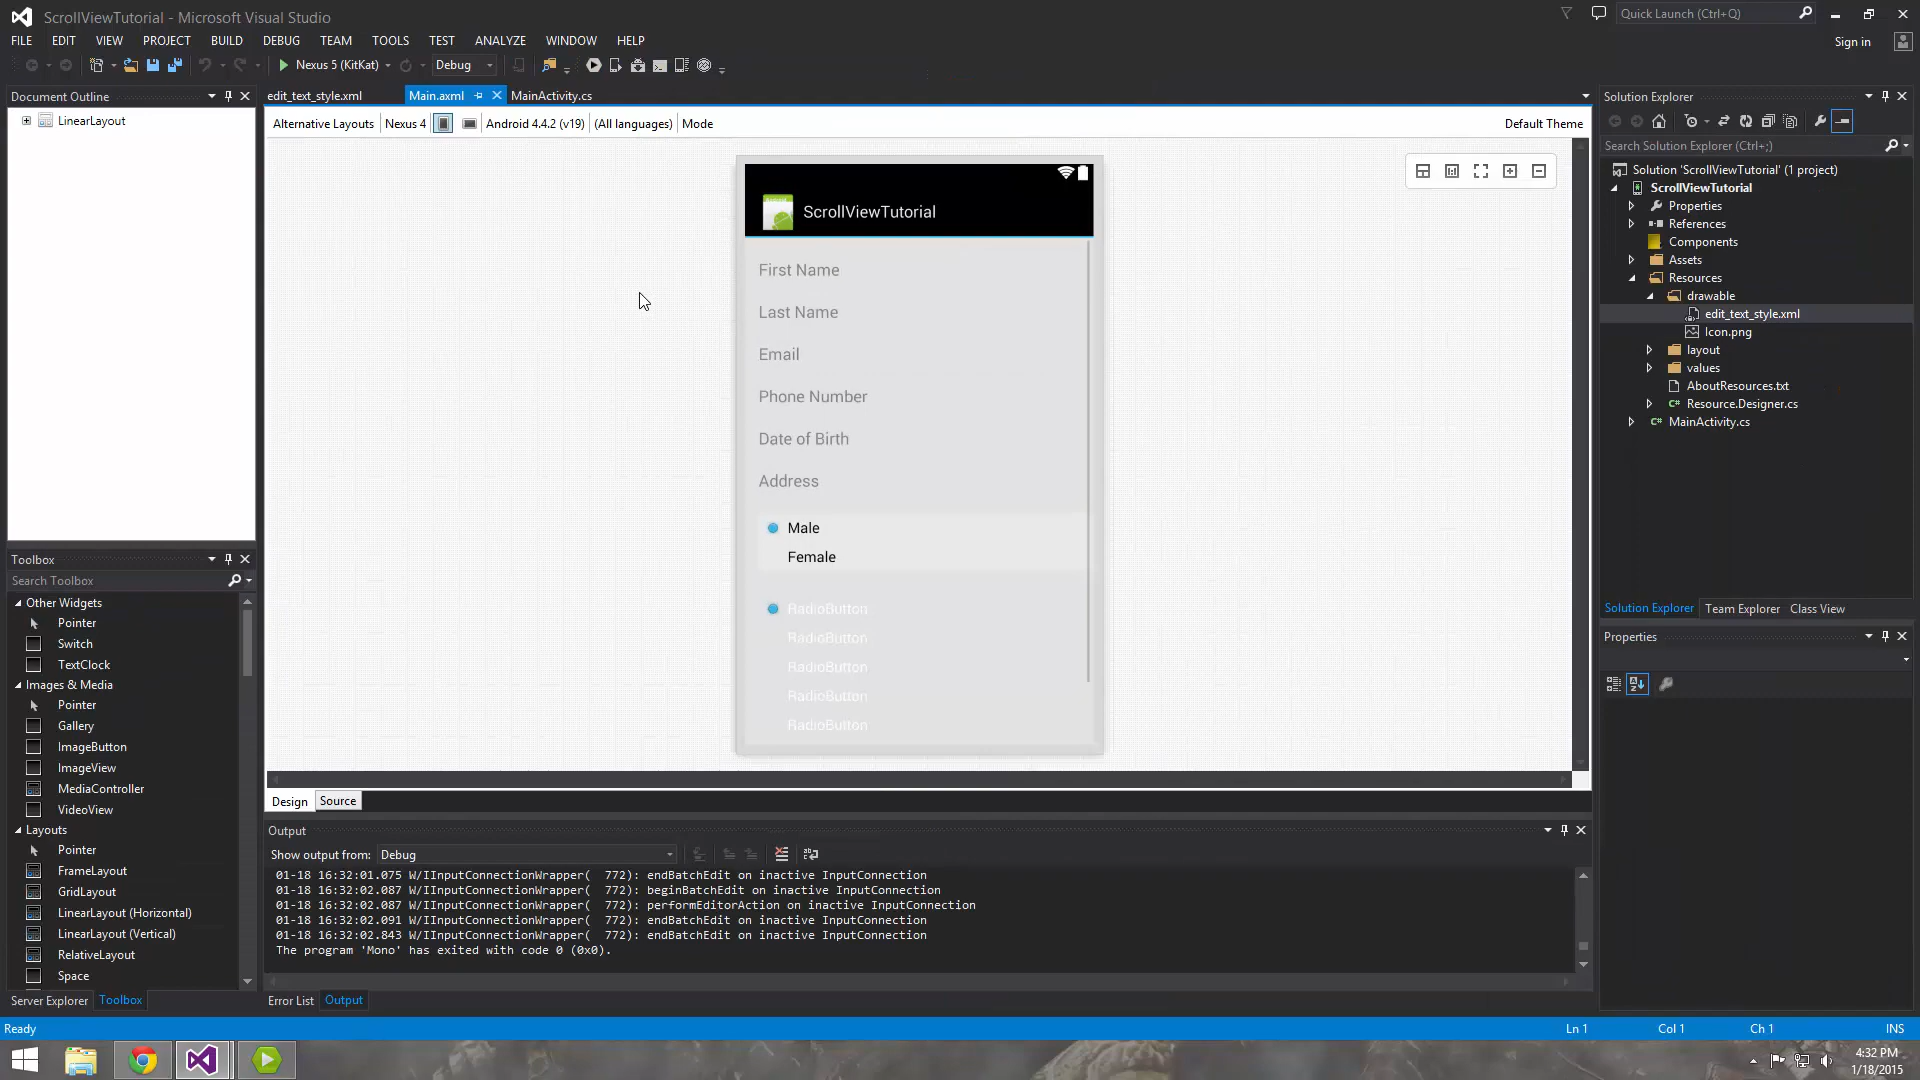 ScrollViewTutorial - Microsoft Visual Studio
Quick Launch (Ctrl+Q)
FILE EDIT VIEW PROJECT BUILD DEBUG TEAM TOOLS TEST ANALYZE WINDOW HELP
Sign in
Nexus 5 (KitKat) Debug
Document Outline
LinearLayout
edit_text_style.xml Main.axml MainActivity.cs
Alternative Layouts Nexus 4 Android 4.4.2 (v19) (All languages) Mode
Default Theme
ScrollViewTutorial
First Name
Last Name
Email
Phone Number
Date of Birth
Address
Male
Female
RadioButton
RadioButton
RadioButton
RadioButton
RadioButton
Design Source
Solution Explorer
Search Solution Explorer (Ctrl+;)
Solution 'ScrollViewTutorial' (1 project)
ScrollViewTutorial
Properties
References
Components
Assets
Resources
drawable
edit_text_style.xml
Icon.png
layout
values
AboutResources.txt
Resource.Designer.cs
MainActivity.cs
Solution Explorer Team Explorer Class View
Properties
Toolbox
Search Toolbox
Other Widgets
Pointer
Switch
TextClock
Images & Media
Pointer
Gallery
ImageButton
ImageView
MediaController
VideoView
Layouts
Pointer
FrameLayout
GridLayout
LinearLayout (Horizontal)
LinearLayout (Vertical)
RelativeLayout
Space
Server Explorer Toolbox
Output
Show output from: Debug
01-18 16:32:01.075 W/IInputConnectionWrapper( 772): endBatchEdit on inactive InputConnection
01-18 16:32:02.087 W/IInputConnectionWrapper( 772): beginBatchEdit on inactive InputConnection
01-18 16:32:02.087 W/IInputConnectionWrapper( 772): performEditorAction on inactive InputConnection
01-18 16:32:02.091 W/IInputConnectionWrapper( 772): endBatchEdit on inactive InputConnection
01-18 16:32:02.843 W/IInputConnectionWrapper( 772): endBatchEdit on inactive InputConnection
The program 'Mono' has exited with code 0 (0x0).
Error List Output
Ready
Ln 1 Col 1 Ch 1 INS
4:32 PM
1/18/2015